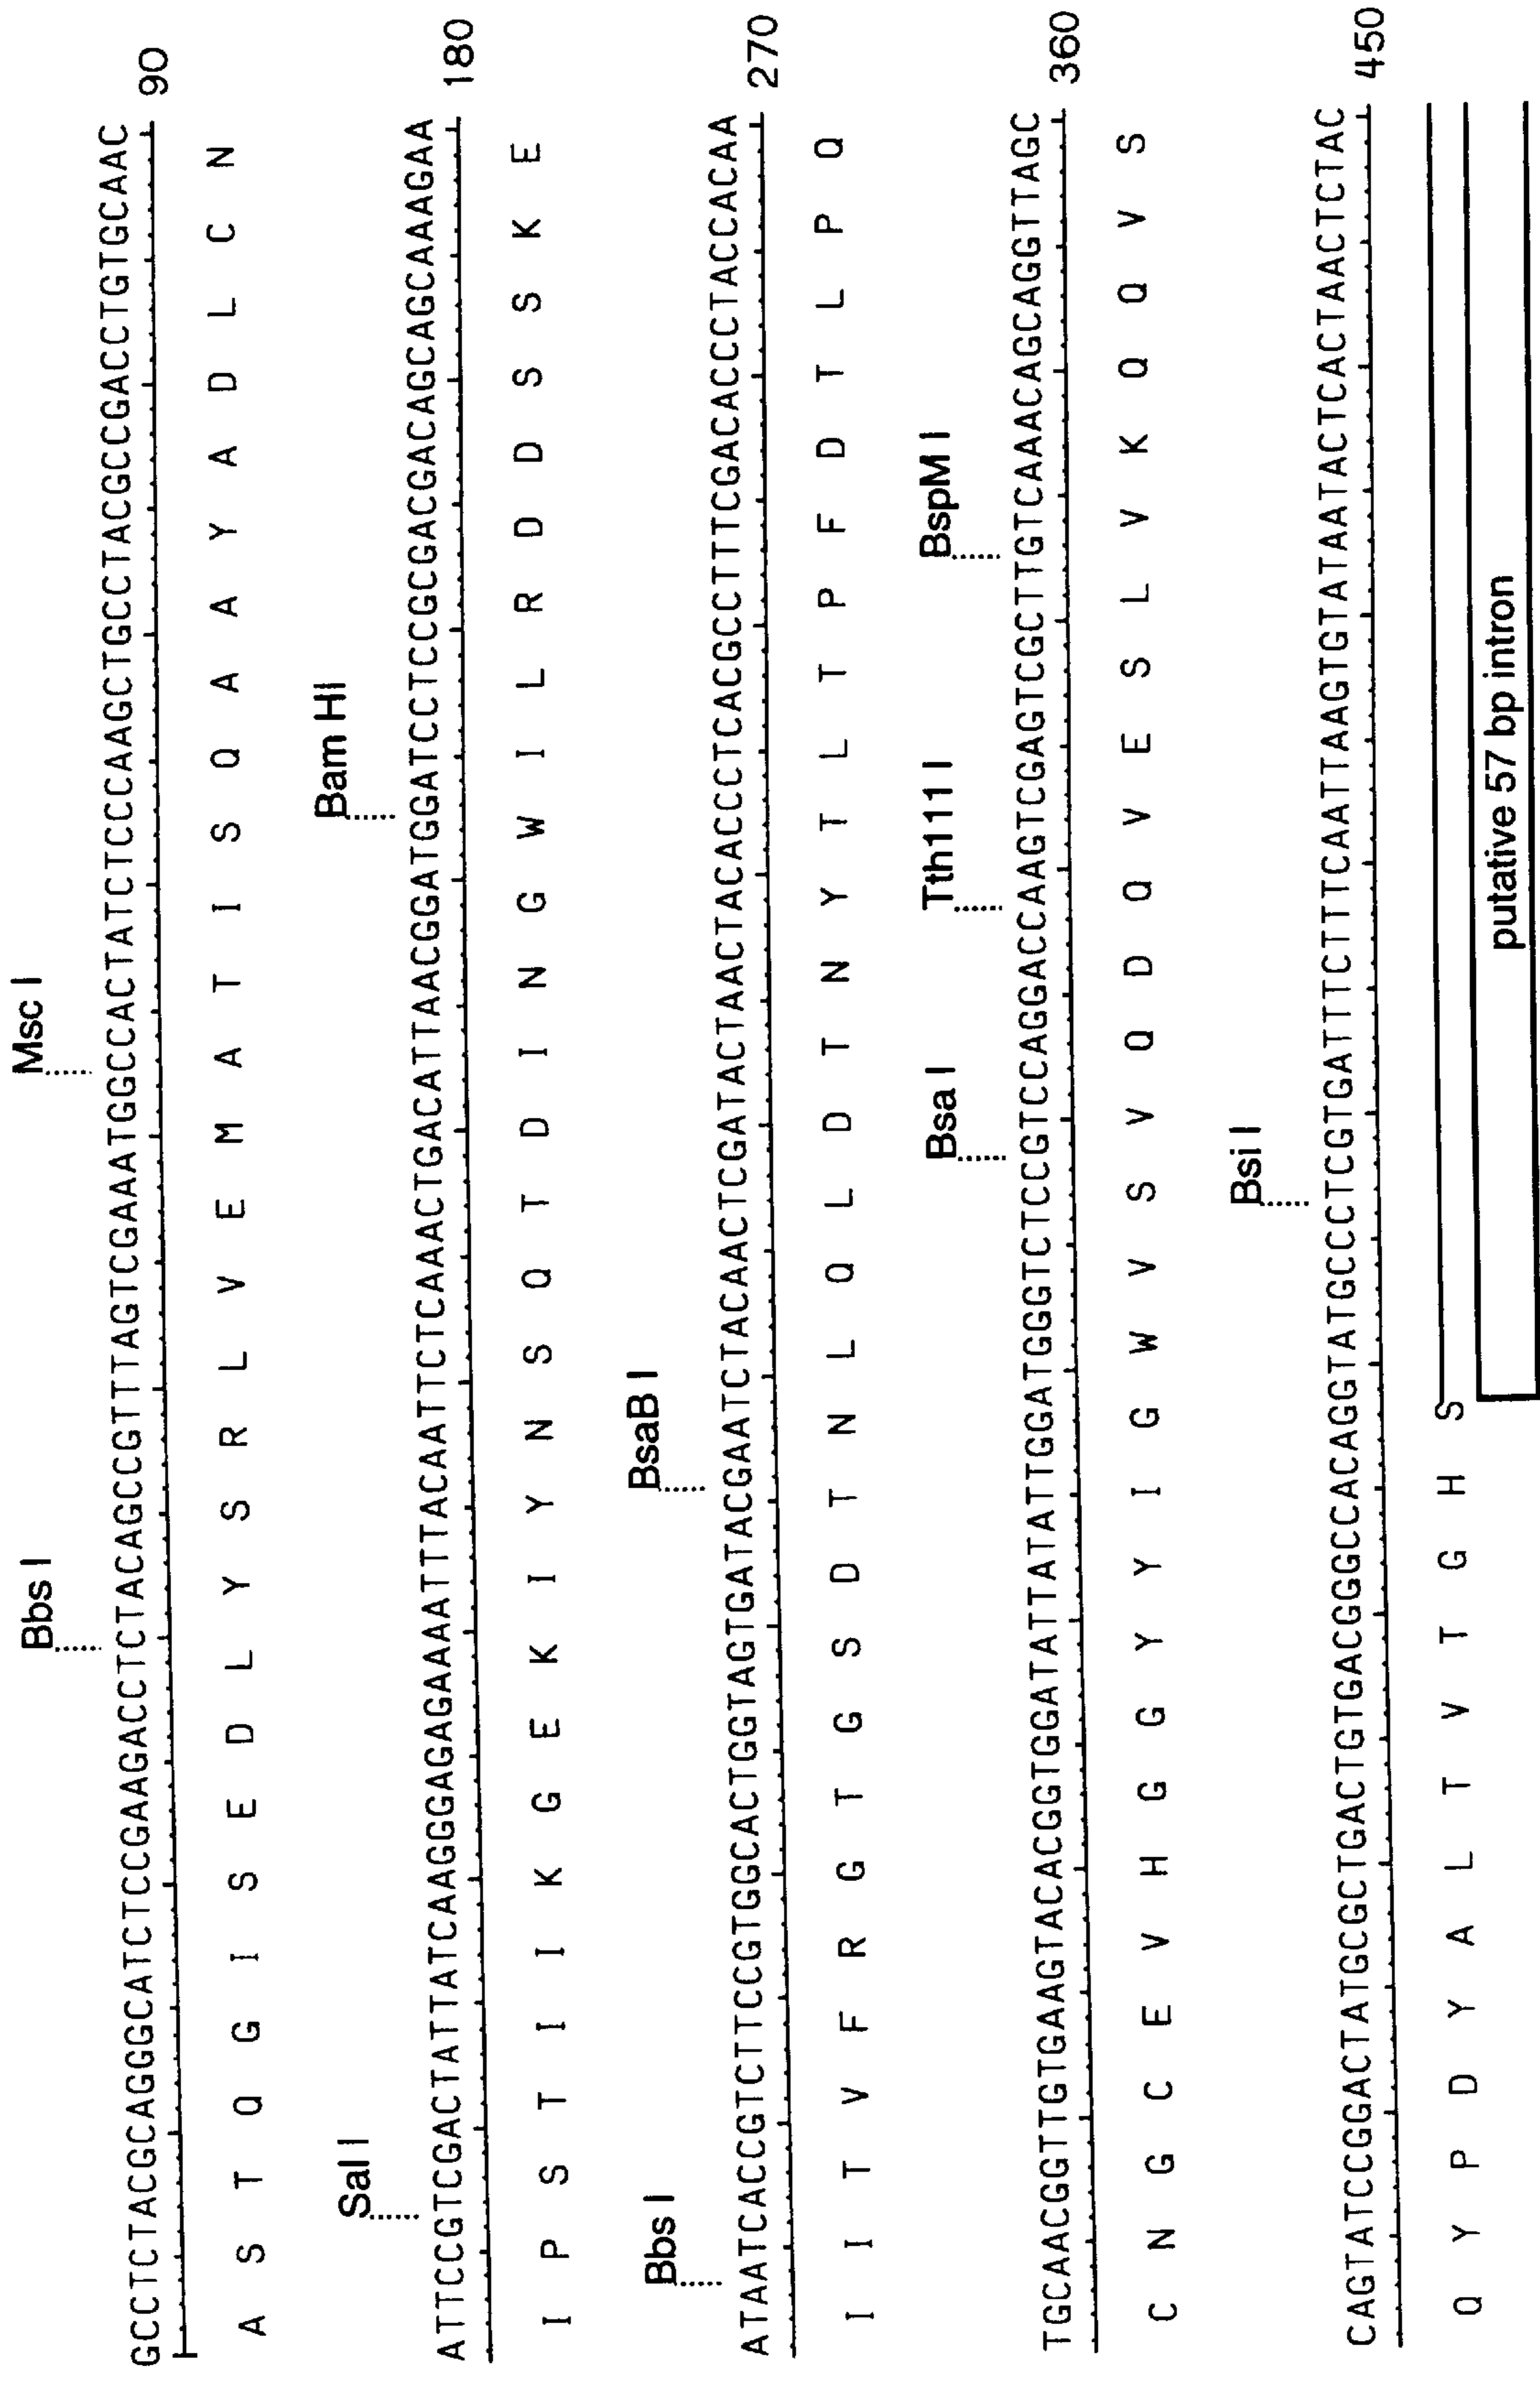 Bbs I Msc I
GCCTCTACGCAGGGCATCTCCGAAGACCTCTACAGCCGTTTAGTCGAAATGGCCACTATCTCCCAAGCTGCCTACGCCGACCTGTGCAAC 90
A S T Q G I S E D L Y S R L V E M A T I S Q A A Y A D L C N
Sal I Bam HI
ATTCCGTCGACTATTATCAAGGGAGAGAAAATTTACAATTCTCAAACTGACATTAACGGATGGATCCTCCGCGACGACAGCAGCAAAGAA 180
I P S T I I K G E K I Y N S Q T D I N G W I L R D D S S K E
Bbs I BsaB I
ATAATCACCGTCTTCCGTGGCACTGGTAGTGATACGAATCTACAACTCGATACTAACTACACCCTCACGCCTTTCGACACCCTACCACAA 270
I I T V F R G T G S D T N L Q L D T N Y T L T P F D T L P Q
Bsa I Tth111 I BspM I
TGCAACGGTTGTGAAGTACACGGTGGATATTATATTGGATGGGTCTCCGTCCAGGACCAAGTCGAGTCGCTTGTCAAACAGCAGGTTAGC 360
C N G C E V H G G Y Y I G W V S V Q D Q V E S L V K Q Q V S
Bsi I
CAGTATCCGGACTATGCGCTGACTGTGACGGGCCACAGGTATGCCCTCGTGATTTCTTTCAATTAAGTGTATAATACTCACTAACTCTAC 450
Q Y P D Y A L T V T G H S
putative 57 bp intron